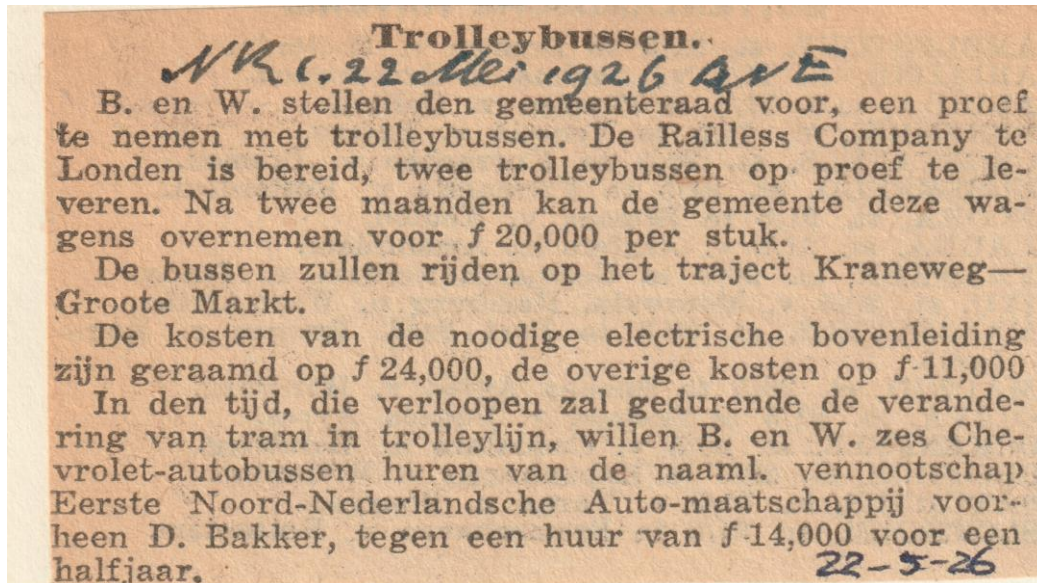 Trolleybussen.
22 Mei 1926
B. en W. stellen den gemeenteraad voor, een proef
te nemen met trolleybussen. De Railless Company te
Londen is bereid, twee trolleybussen op proef te le-
veren. Na twee maanden kan de gemeente deze wa-
gens overnemen voor ƒ 20,000 per stuk.
De bussen zullen rijden op het traject Kraneweg—
Groote Markt.
De kosten van de noodige electrische bovenleiding
zijn geraamd op ƒ 24,000, de overige kosten op ƒ 11,000
In den tijd, die verloopen zal gedurende de verande-
ring van tram in trolleylijn, willen B. en W. zes Che-
vrolet-autobussen huren van de naaml. vennootschap
Eerste Noord-Nederlandsche Auto-maatschappij voor-
heen D. Bakker, tegen een huur van ƒ 14,000 voor een
halfjaar.
22-5-26